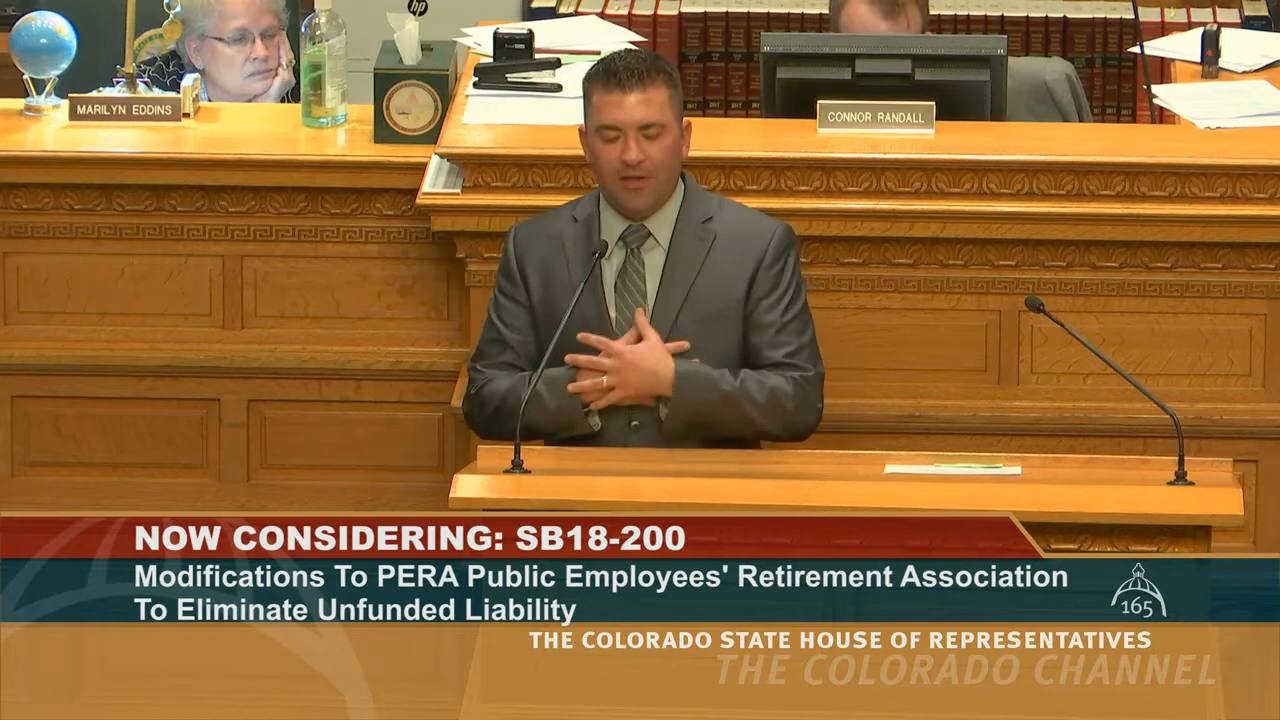 hp
MARILYN EDDINS
CONNOR RANDALL
NOW CONSIDERING: SB18-200
Modifications To PERA Public Employees' Retirement Association
To Eliminate Unfunded Liability
165
THE COLORADO STATE HOUSE OF REPRESENTATIVES
THE COLORADO CHANNEL